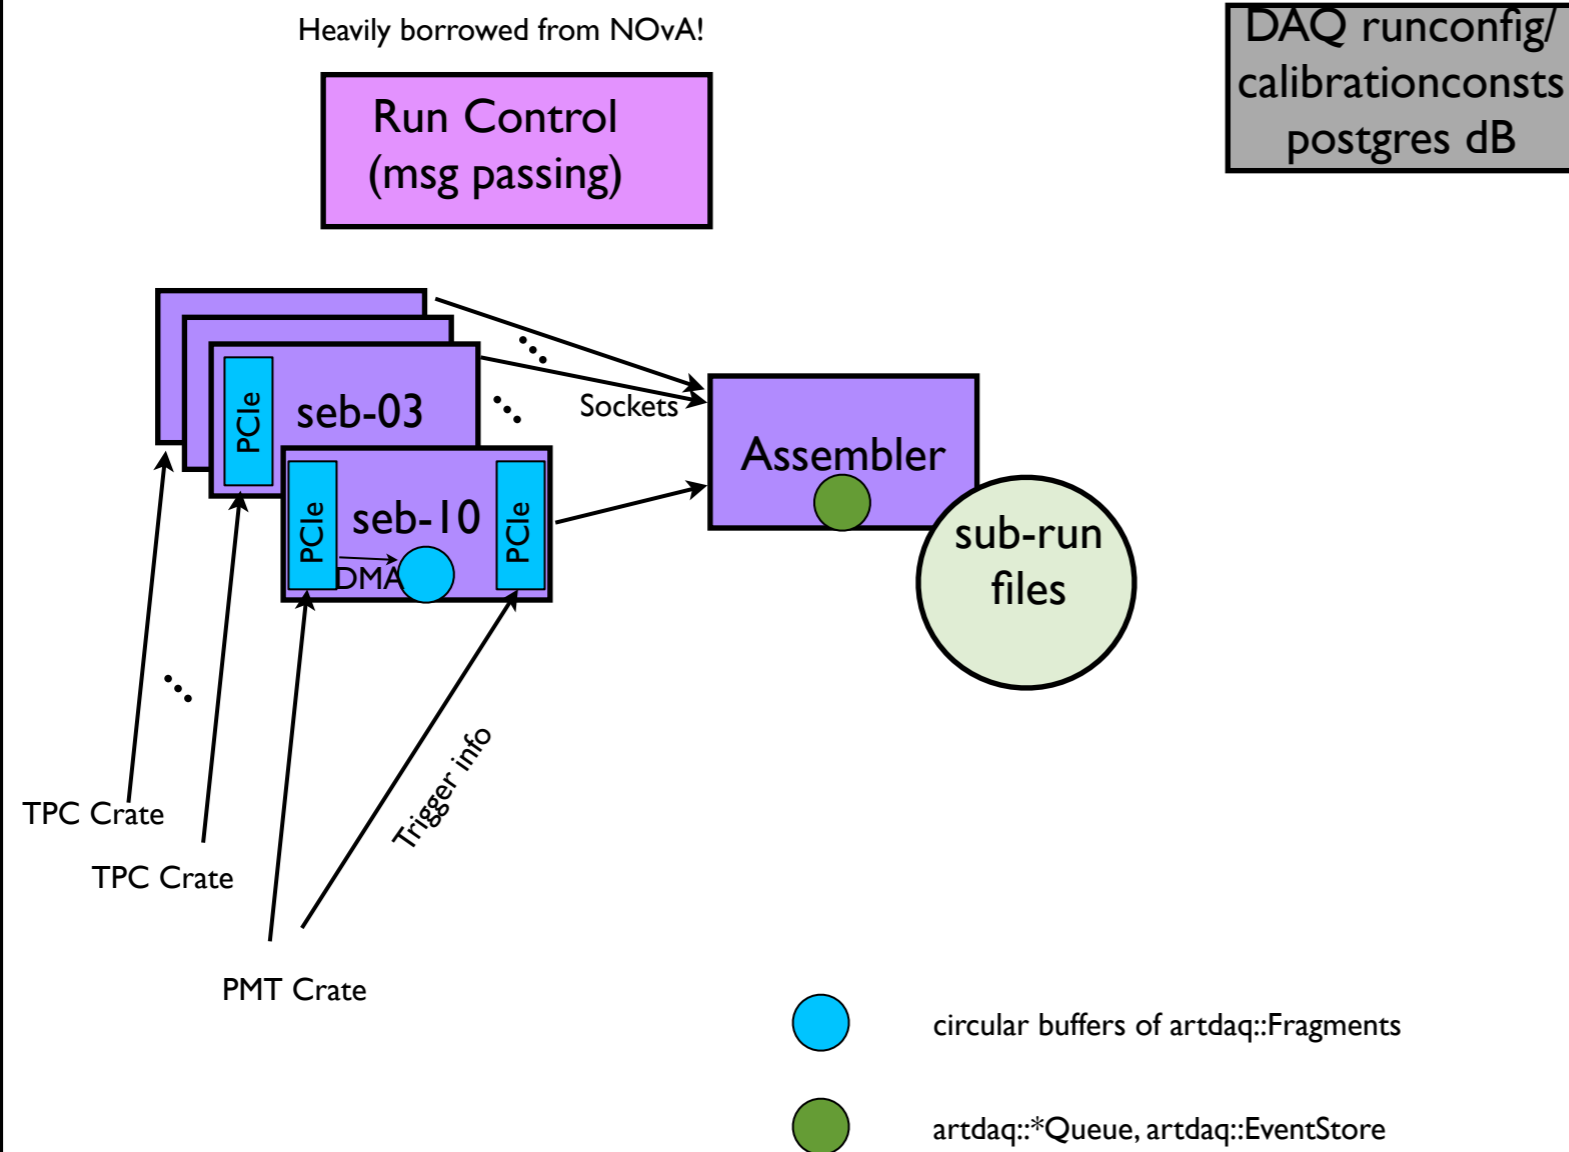 Heavily borrowed from NOvA!
DAQ runconfig/
calibrationconsts
postgres dB
Run Control
(msg passing)
PCIe
seb-03
Sockets
PCIe
seb-10
PCIe
DMA
Assembler
sub-run
files
Trigger info
TPC Crate
TPC Crate
PMT Crate
circular buffers of artdaq::Fragments
artdaq::*Queue, artdaq::EventStore